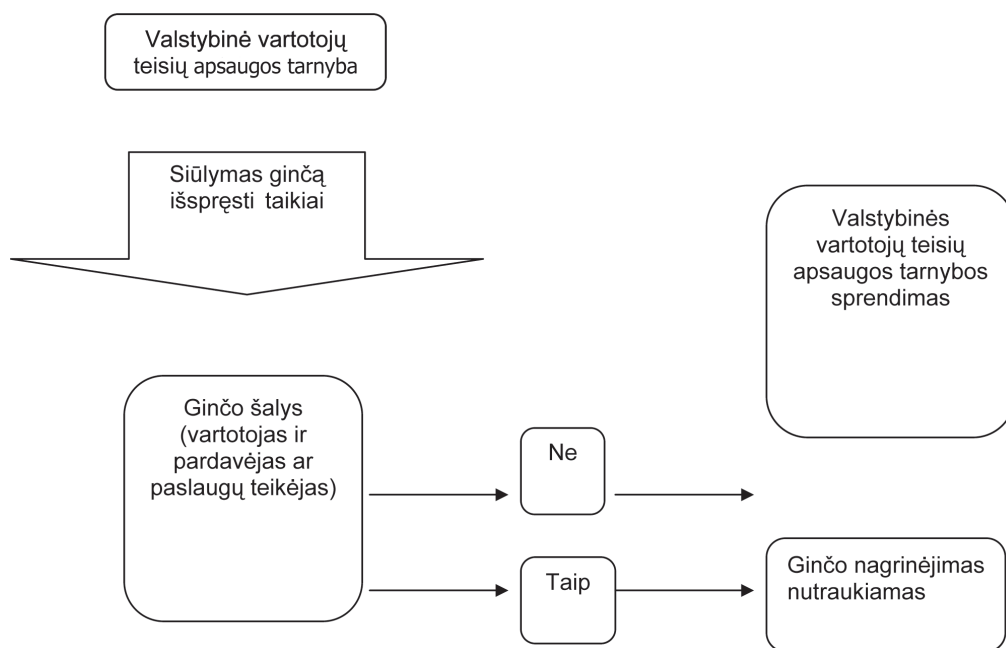 Valstybinė vartotojų
teisių apsaugos tarnyba
Siūlymas ginčą
išspręsti taikiai
Valstybinės
vartotojų teisių
apsaugos tarnybos
sprendimas
Ginčo šalys
(vartotojas ir
pardavėjas ar
paslaugų teikėjas)
Ne
Taip
Ginčo nagrinėjimas
nutraukiamas